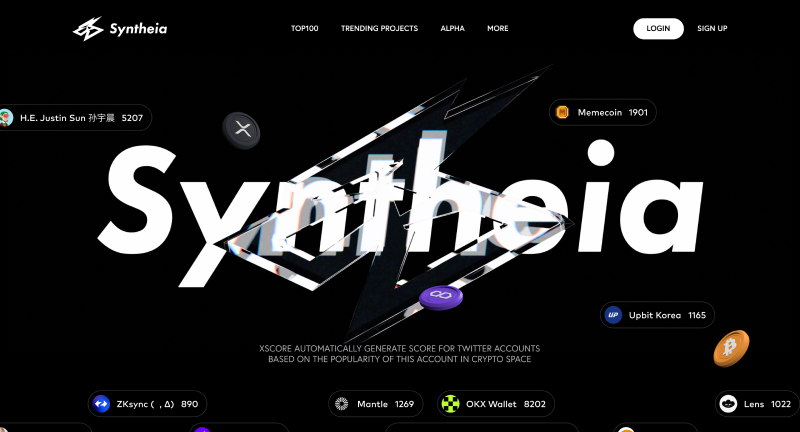 Syntheia
TOP100
TRENDING PROJECTS
ALPHA
MORE
LOGIN
SIGN UP
H.E. Justin Sun 孙宇晨 5207
Memecoin 1901
Syntheia
UP
Upbit Korea 1165
XSCORE AUTOMATICALLY GENERATE SCORE FOR TWITTER ACCOUNTS
BASED ON THE POPULARITY OF THIS ACCOUNT IN CRYPTO SPACE
ZKsync ( , ∆) 890
Mantle 1269
OKX Wallet 8202
Lens 1022